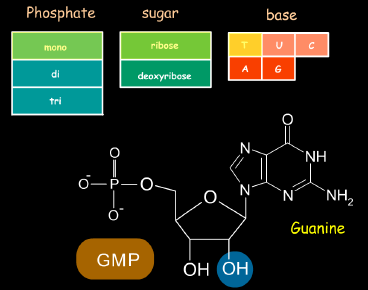 Phosphate sugar base
mono ribose T U C
di deoxyribose A G
tri
O
N NH
O
O⁻ P O N N NH₂
O⁻ O
Guanine
GMP
OH OH